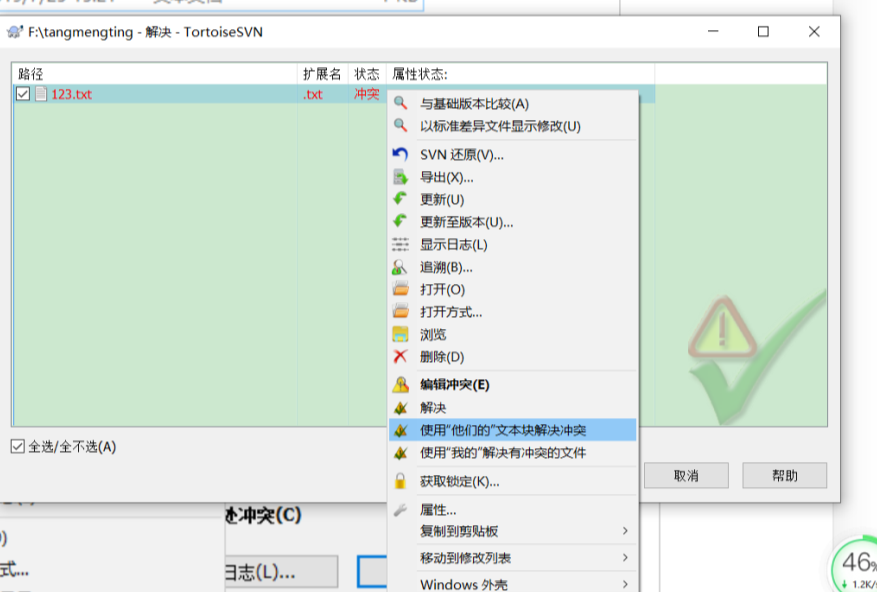 F:\tangmengting - 解决 - TortoiseSVN
路径 扩展名 状态 属性状态:
123.txt .txt 冲突
与基础版本比较(A)
以标准差异文件显示修改(U)
SVN 还原(V)...
导出(X)...
更新(U)
更新至版本(U)...
显示日志(L)
追溯(B)...
打开(O)
打开方式...
浏览
删除(D)
编辑冲突(E)
解决
使用“他们的”文本块解决冲突
使用“我的”解决有冲突的文件
全选/全不选(A)
获取锁定(K)...
取消
帮助
属性...
复制到剪贴板
移动到修改列表
Windows 外壳
冲突(C)
日志(L)...
式...
46%
1.2K/